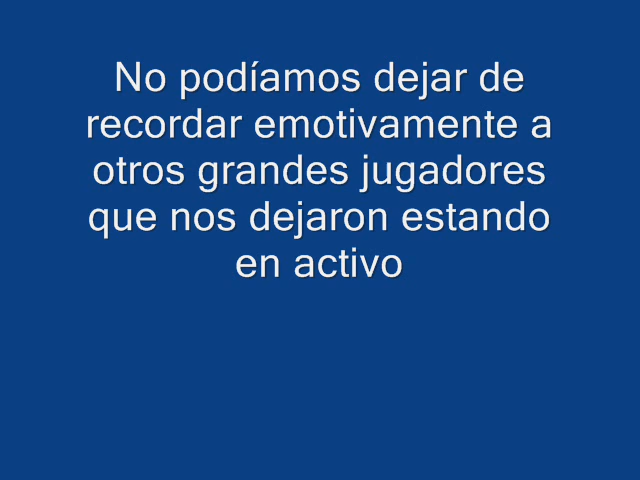 No podíamos dejar de
recordar emotivamente a
otros grandes jugadores
que nos dejaron estando
en activo